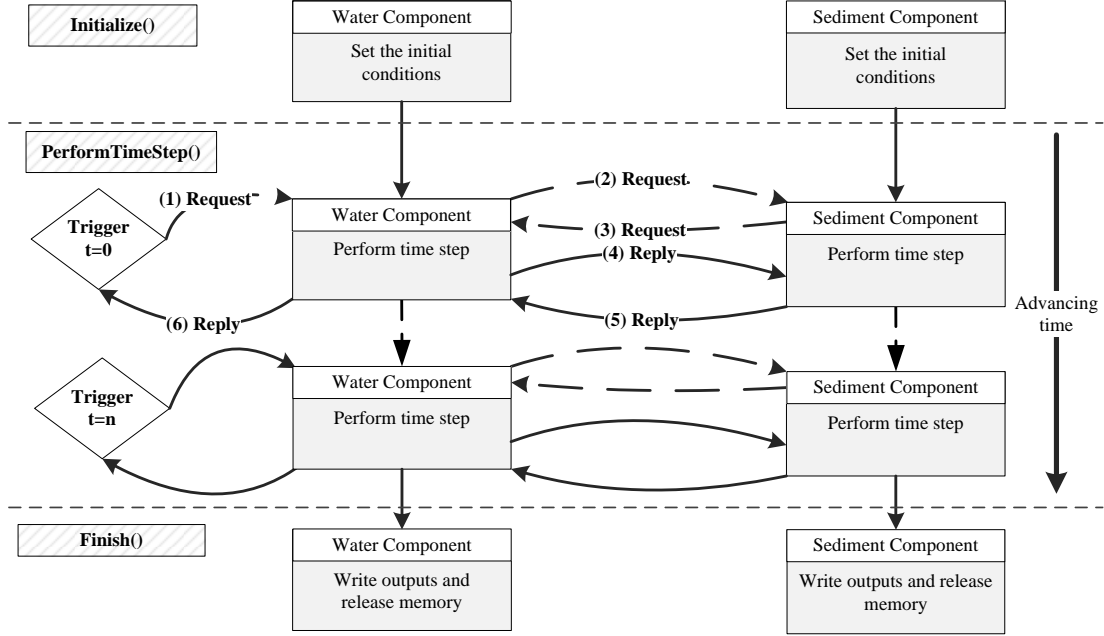 Initialize()
Water Component
Set the initial
conditions
Sediment Component
Set the initial
conditions
PerformTimeStep()
Trigger
t=0
(1) Request
Water Component
Perform time step
(2) Request
(3) Request
(4) Reply
(5) Reply
(6) Reply
Sediment Component
Perform time step
Advancing
time
Trigger
t=n
Water Component
Perform time step
Sediment Component
Perform time step
Finish()
Water Component
Write outputs and
release memory
Sediment Component
Write outputs and release
memory